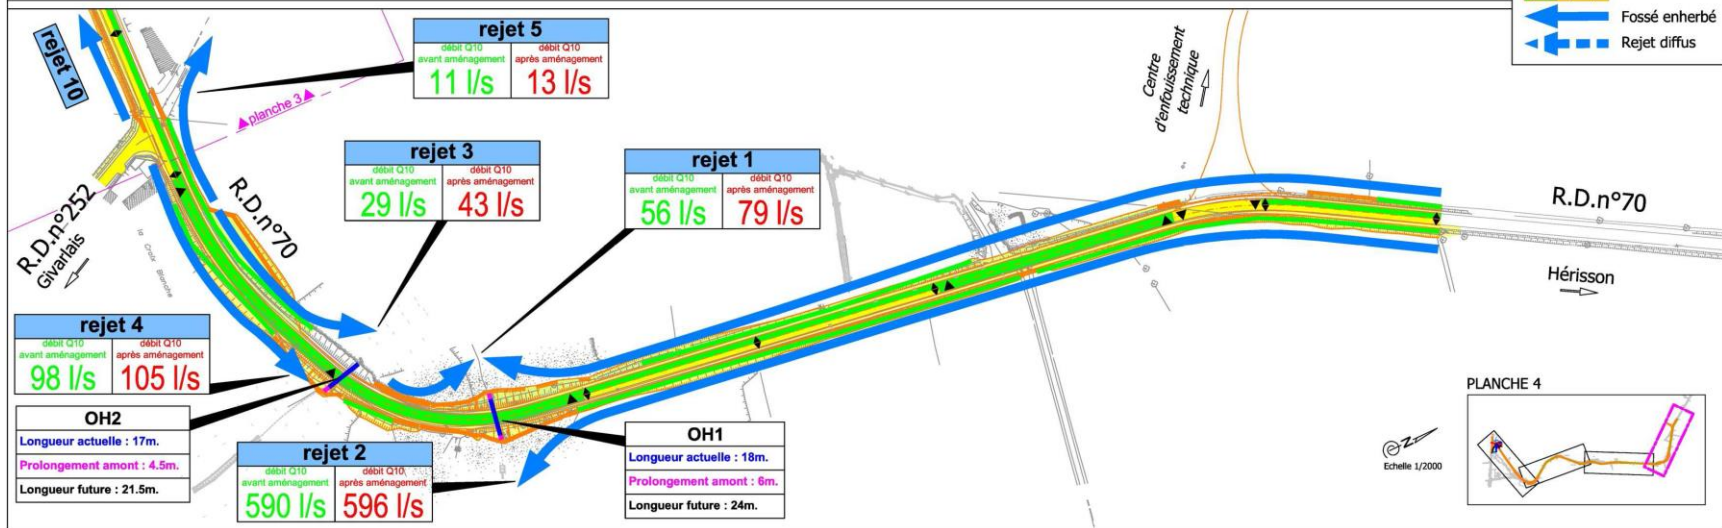 Fossé enherbé
Rejet diffus
rejet 10
rejet 5
débit Q10
avant aménagement
11 l/s
débit Q10
après aménagement
13 l/s
planche 3
Centre
d'enfouissement
technique
rejet 3
débit Q10
avant aménagement
29 l/s
débit Q10
après aménagement
43 l/s
rejet 1
débit Q10
avant aménagement
56 l/s
débit Q10
après aménagement
79 l/s
R.D.n°252
Givarlais
la Croix Blanche
R.D.n°70
R.D.n°70
Hérisson
rejet 4
débit Q10
avant aménagement
98 l/s
débit Q10
après aménagement
105 l/s
OH2
Longueur actuelle : 17m.
Prolongement amont : 4.5m.
Longueur future : 21.5m.
rejet 2
débit Q10
avant aménagement
590 l/s
débit Q10
après aménagement
596 l/s
OH1
Longueur actuelle : 18m.
Prolongement amont : 6m.
Longueur future : 24m.
N
Echelle 1/2000
PLANCHE 4